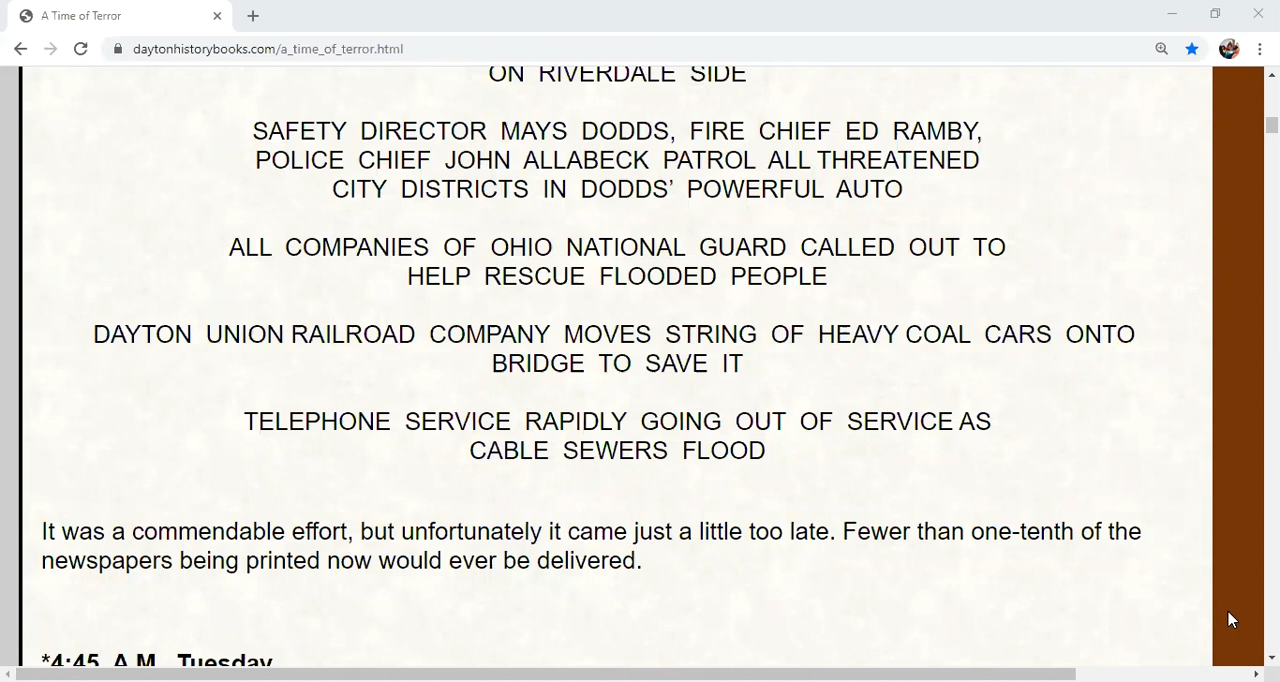 A Time of Terror
daytonhistorybooks.com/a_time_of_terror.html
ON RIVERDALE SIDE
SAFETY DIRECTOR MAYS DODDS, FIRE CHIEF ED RAMBY,
POLICE CHIEF JOHN ALLABECK PATROL ALL THREATENED
CITY DISTRICTS IN DODDS’ POWERFUL AUTO
ALL COMPANIES OF OHIO NATIONAL GUARD CALLED OUT TO
HELP RESCUE FLOODED PEOPLE
DAYTON UNION RAILROAD COMPANY MOVES STRING OF HEAVY COAL CARS ONTO
BRIDGE TO SAVE IT
TELEPHONE SERVICE RAPIDLY GOING OUT OF SERVICE AS
CABLE SEWERS FLOOD
It was a commendable effort, but unfortunately it came just a little too late. Fewer than one-tenth of the
newspapers being printed now would ever be delivered.
*4:45 A.M. Tuesday